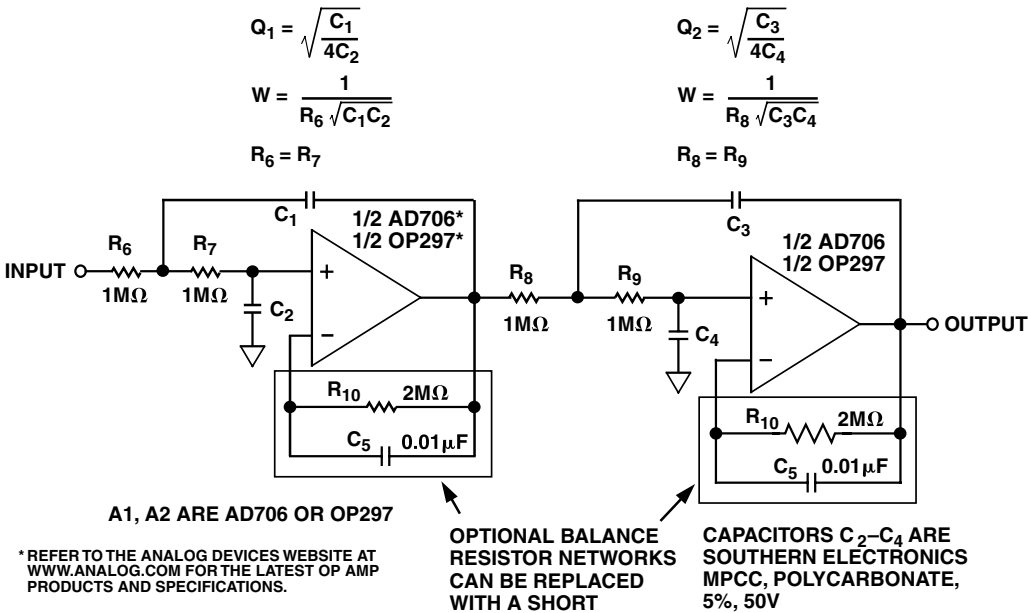 Q1 = √C1/4C2
Q2 = √C3/4C4
W = 1/R6 √C1C2
W = 1/R8 √C3C4
R6 = R7
R8 = R9
C1
C3
1/2 AD706*
1/2 OP297*
1/2 AD706
1/2 OP297
INPUT
R6
1MΩ
R7
1MΩ
C2
+
−
R8
1MΩ
R9
1MΩ
C4
+
−
OUTPUT
R10 2MΩ
C5 0.01μF
R10 2MΩ
C5 0.01μF
A1, A2 ARE AD706 OR OP297
* REFER TO THE ANALOG DEVICES WEBSITE AT
WWW.ANALOG.COM FOR THE LATEST OP AMP
PRODUCTS AND SPECIFICATIONS.
OPTIONAL BALANCE
RESISTOR NETWORKS
CAN BE REPLACED
WITH A SHORT
CAPACITORS C2–C4 ARE
SOUTHERN ELECTRONICS
MPCC, POLYCARBONATE,
5%, 50V